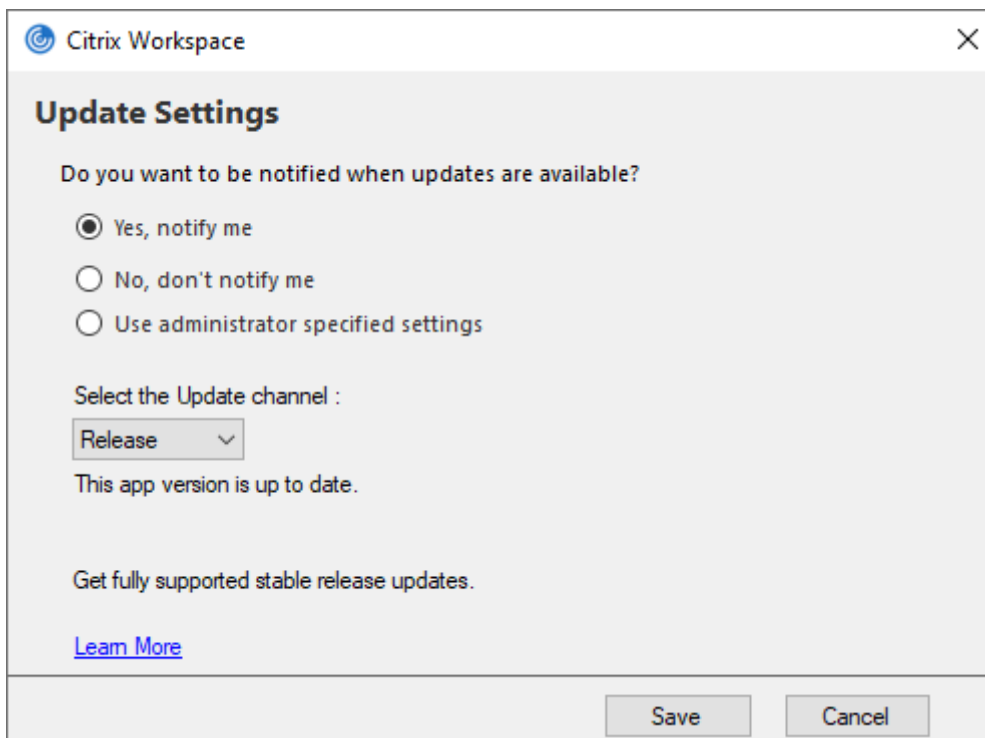 Citrix Workspace
Update Settings
Do you want to be notified when updates are available?
Yes, notify me
No, don't notify me
Use administrator specified settings
Select the Update channel :
Release
This app version is up to date.
Get fully supported stable release updates.
Learn More
Save Cancel